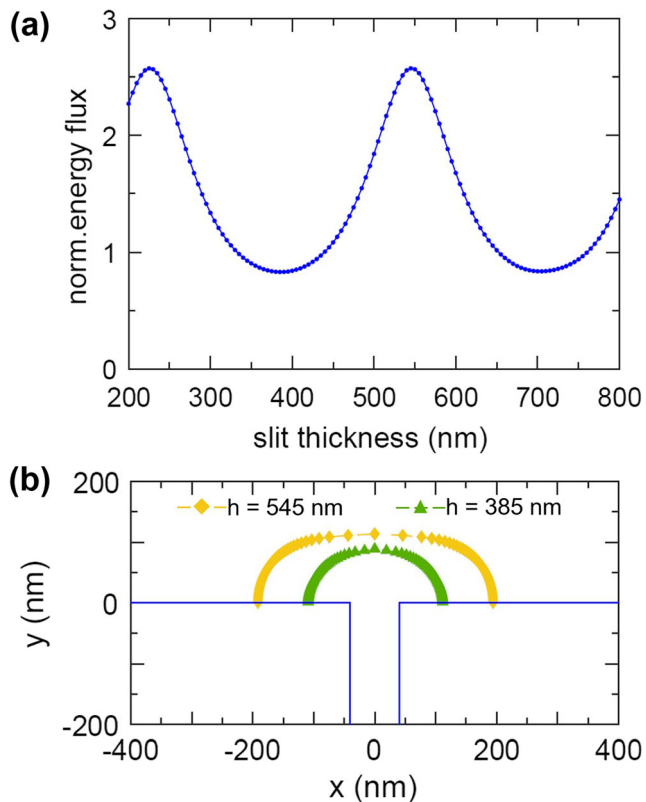 (a)
norm.energy flux
3
2
1
0
200 300 400 500 600 700 800
slit thickness (nm)
(b)
y (nm)
200
0
-200
h = 545 nm h = 385 nm
-400 -200 0 200 400
x (nm)